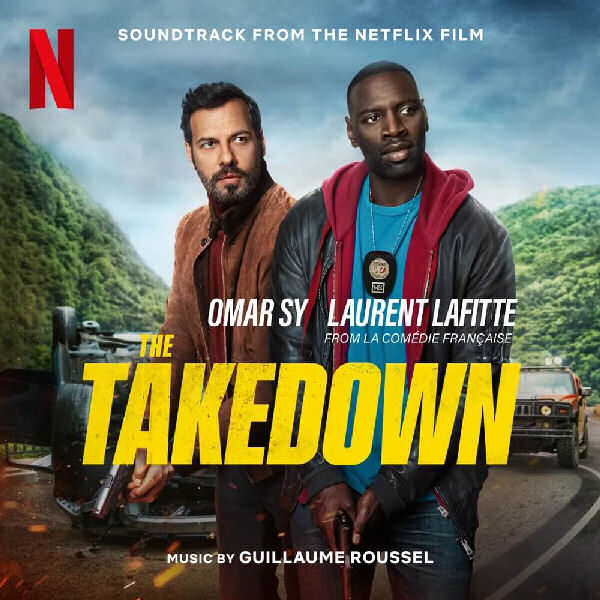 N
SOUNDTRACK FROM THE NETFLIX FILM
OMAR SY LAURENT LAFITTE
FROM LA COMÉDIE FRANÇAISE
THE
TAKEDOWN
MUSIC BY GUILLAUME ROUSSEL